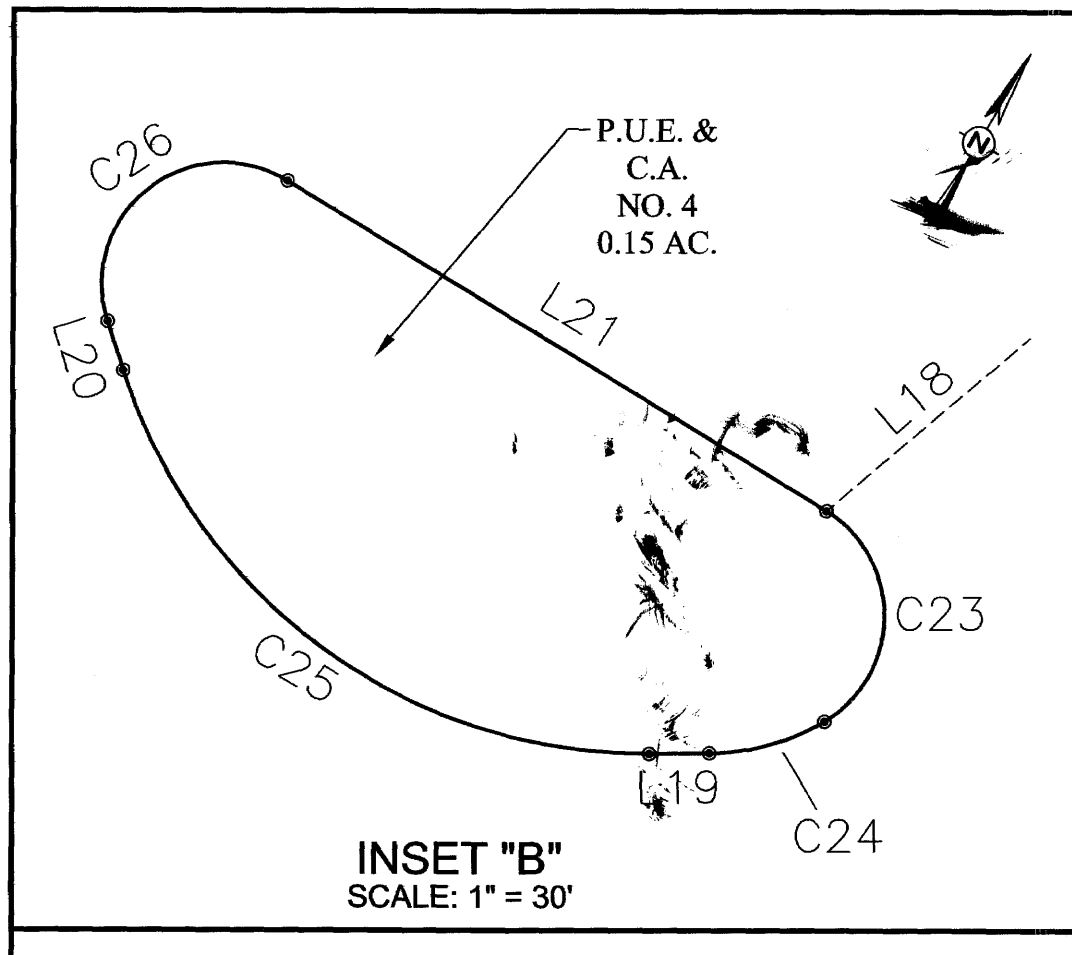 C26
P.U.E. &
C.A.
NO. 4
0.15 AC.
N
L21
L20
L18
C23
C25
L19
C24
INSET "B"
SCALE: 1" = 30'